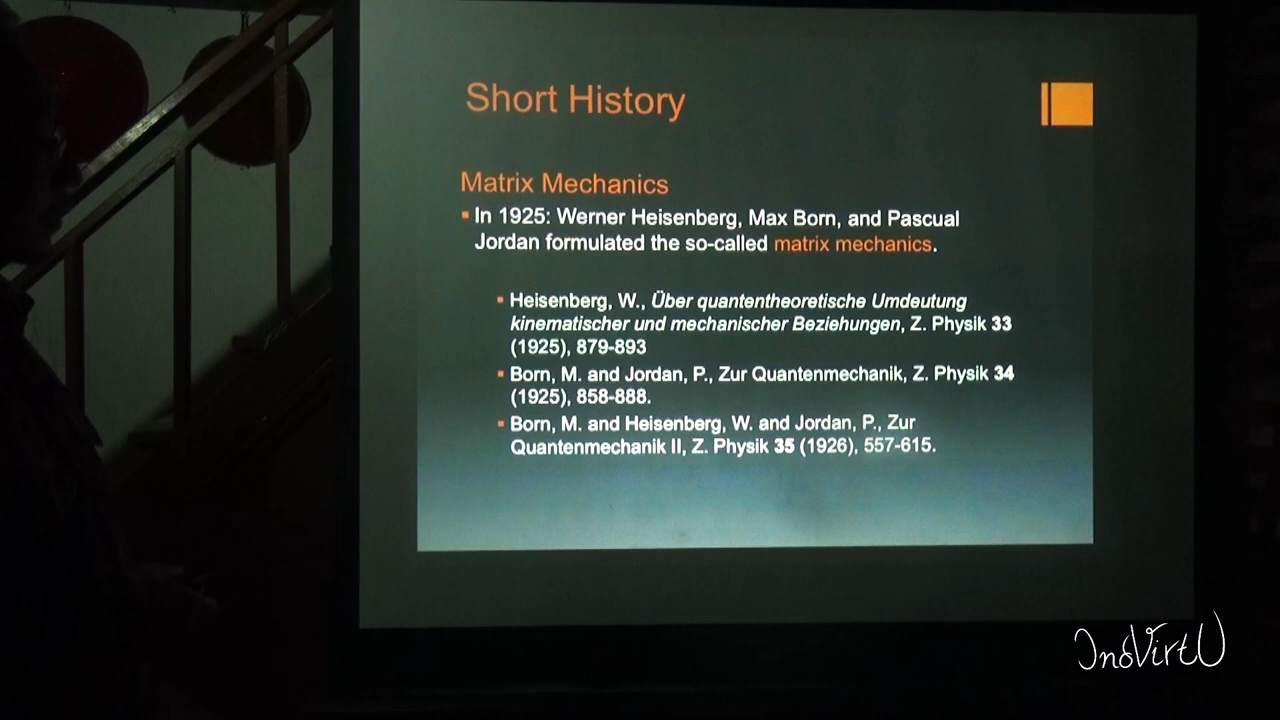 Short History
Matrix Mechanics
▪ In 1925: Werner Heisenberg, Max Born, and Pascual
Jordan formulated the so-called matrix mechanics.
▪ Heisenberg, W., Über quantentheoretische Umdeutung
kinematischer und mechanischer Beziehungen, Z. Physik 33
(1925), 879-893
▪ Born, M. and Jordan, P., Zur Quantenmechanik, Z. Physik 34
(1925), 858-888.
▪ Born, M. and Heisenberg, W. and Jordan, P., Zur
Quantenmechanik II, Z. Physik 35 (1926), 557-615.
InoVirtU